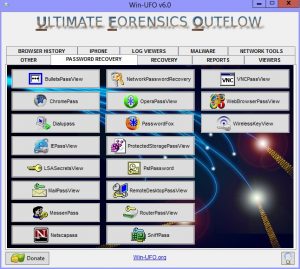 Win-UFO v6.0
ULTIMATE FORENSICS OUTFLOW
BROWSER HISTORY IPHONE LOG VIEWERS MALWARE NETWORK TOOLS
OTHER PASSWORD RECOVERY RECOVERY REPORTS VIEWERS
BulletsPassView NetworkPasswordRecovery VNC VNCPassView
ChromePass OperaPassView WebBrowserPassView
Dialupass PasswordFox WirelessKeyView
IEPassView ProtectedStoragePassView
LSASecretsView PstPassword
MailPassView RemoteDesktopPassView
MessenPass RouterPassView
Netscapass SniffPass
Donate Win-UFO.org